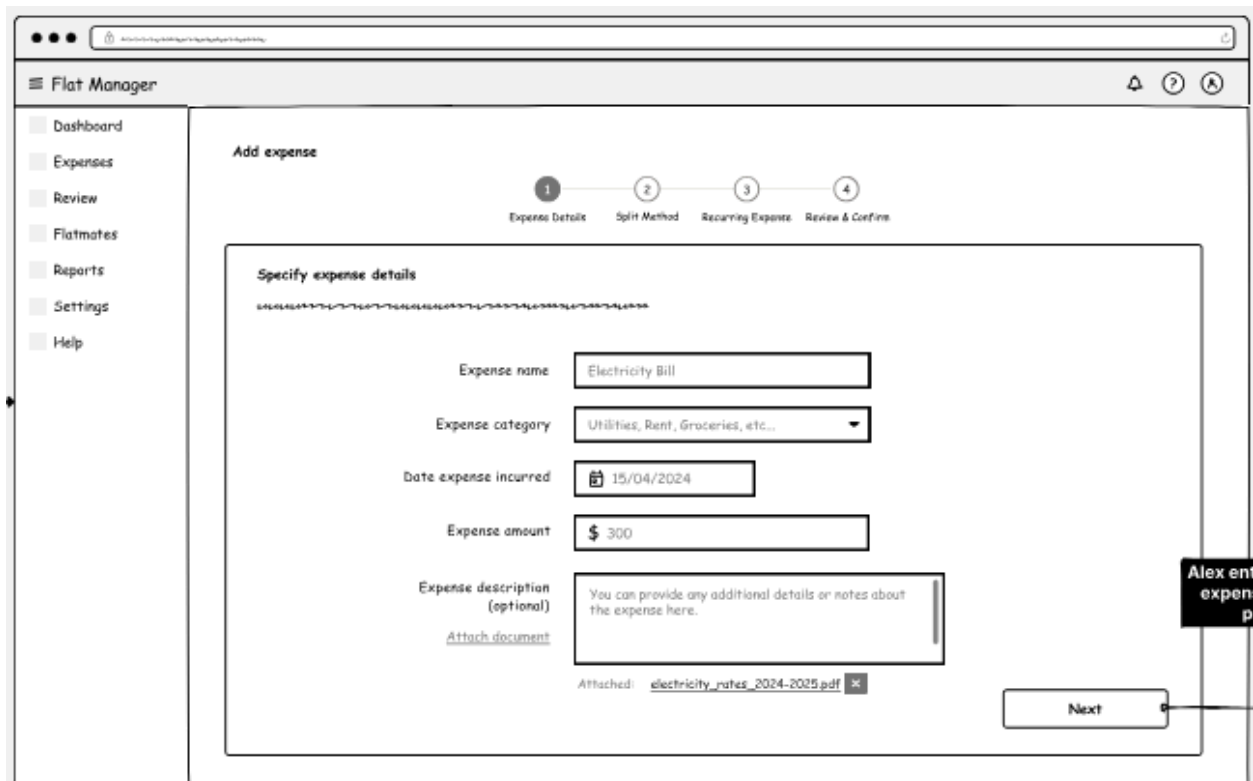 Flat Manager
?
Dashboard
Expenses
Review
Flatmates
Reports
Settings
Help
Add expense
1
2
3
4
Expense Details
Split Method
Recurring Expense
Review & Confirm
Specify expense details
Expense name
Electricity Bill
Expense category
Utilities, Rent, Groceries, etc...
Date expense incurred
15/04/2024
Expense amount
$ 300
Expense description
(optional)
You can provide any additional details or notes about
the expense here.
Attach document
Attached: electricity_rates_2024-2025.pdf
Next
Alex